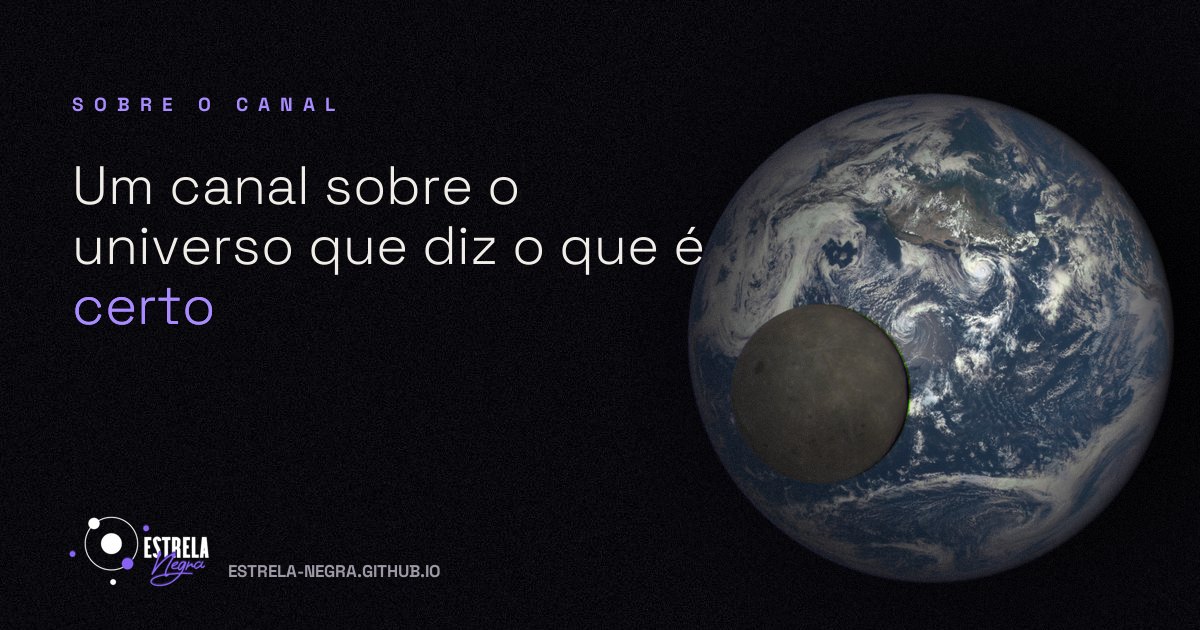 SOBRE O CANAL
Um canal sobre o
universo que diz o que é
certo
ESTRELA
Negra
ESTRELA-NEGRA.GITHUB.IO